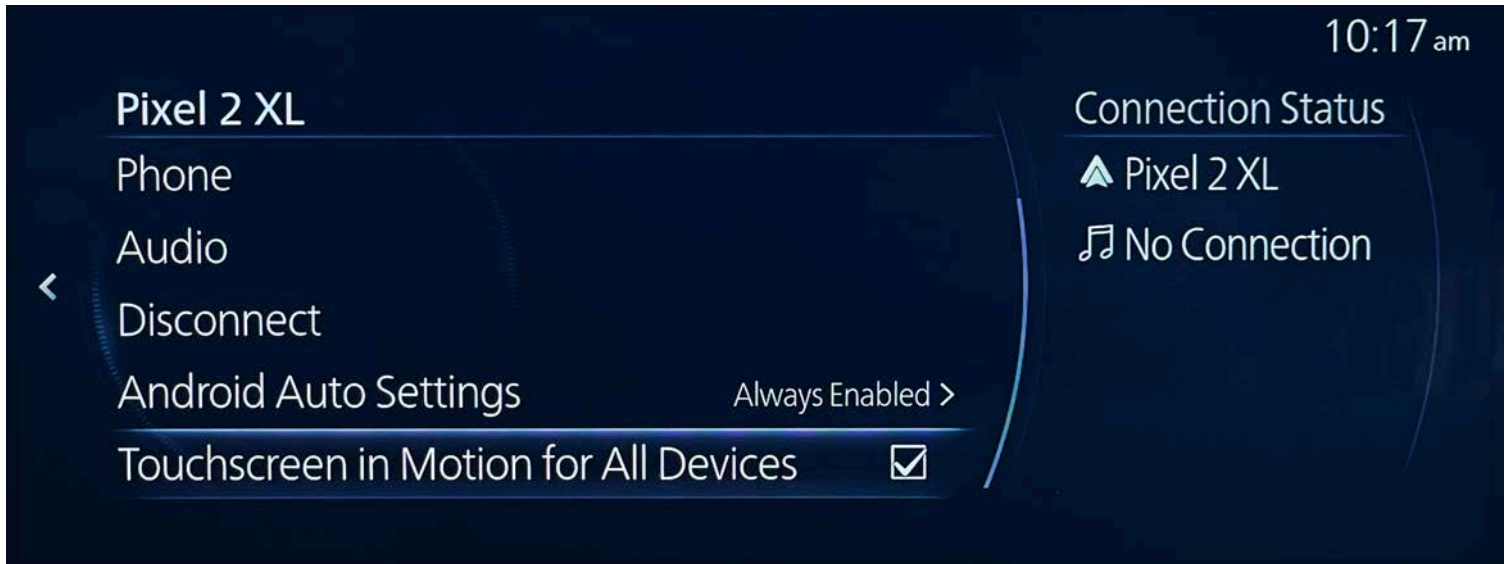 10:17 am
Pixel 2 XL
Phone
Audio
Disconnect
Android Auto Settings Always Enabled >
Touchscreen in Motion for All Devices
Connection Status
Pixel 2 XL
No Connection